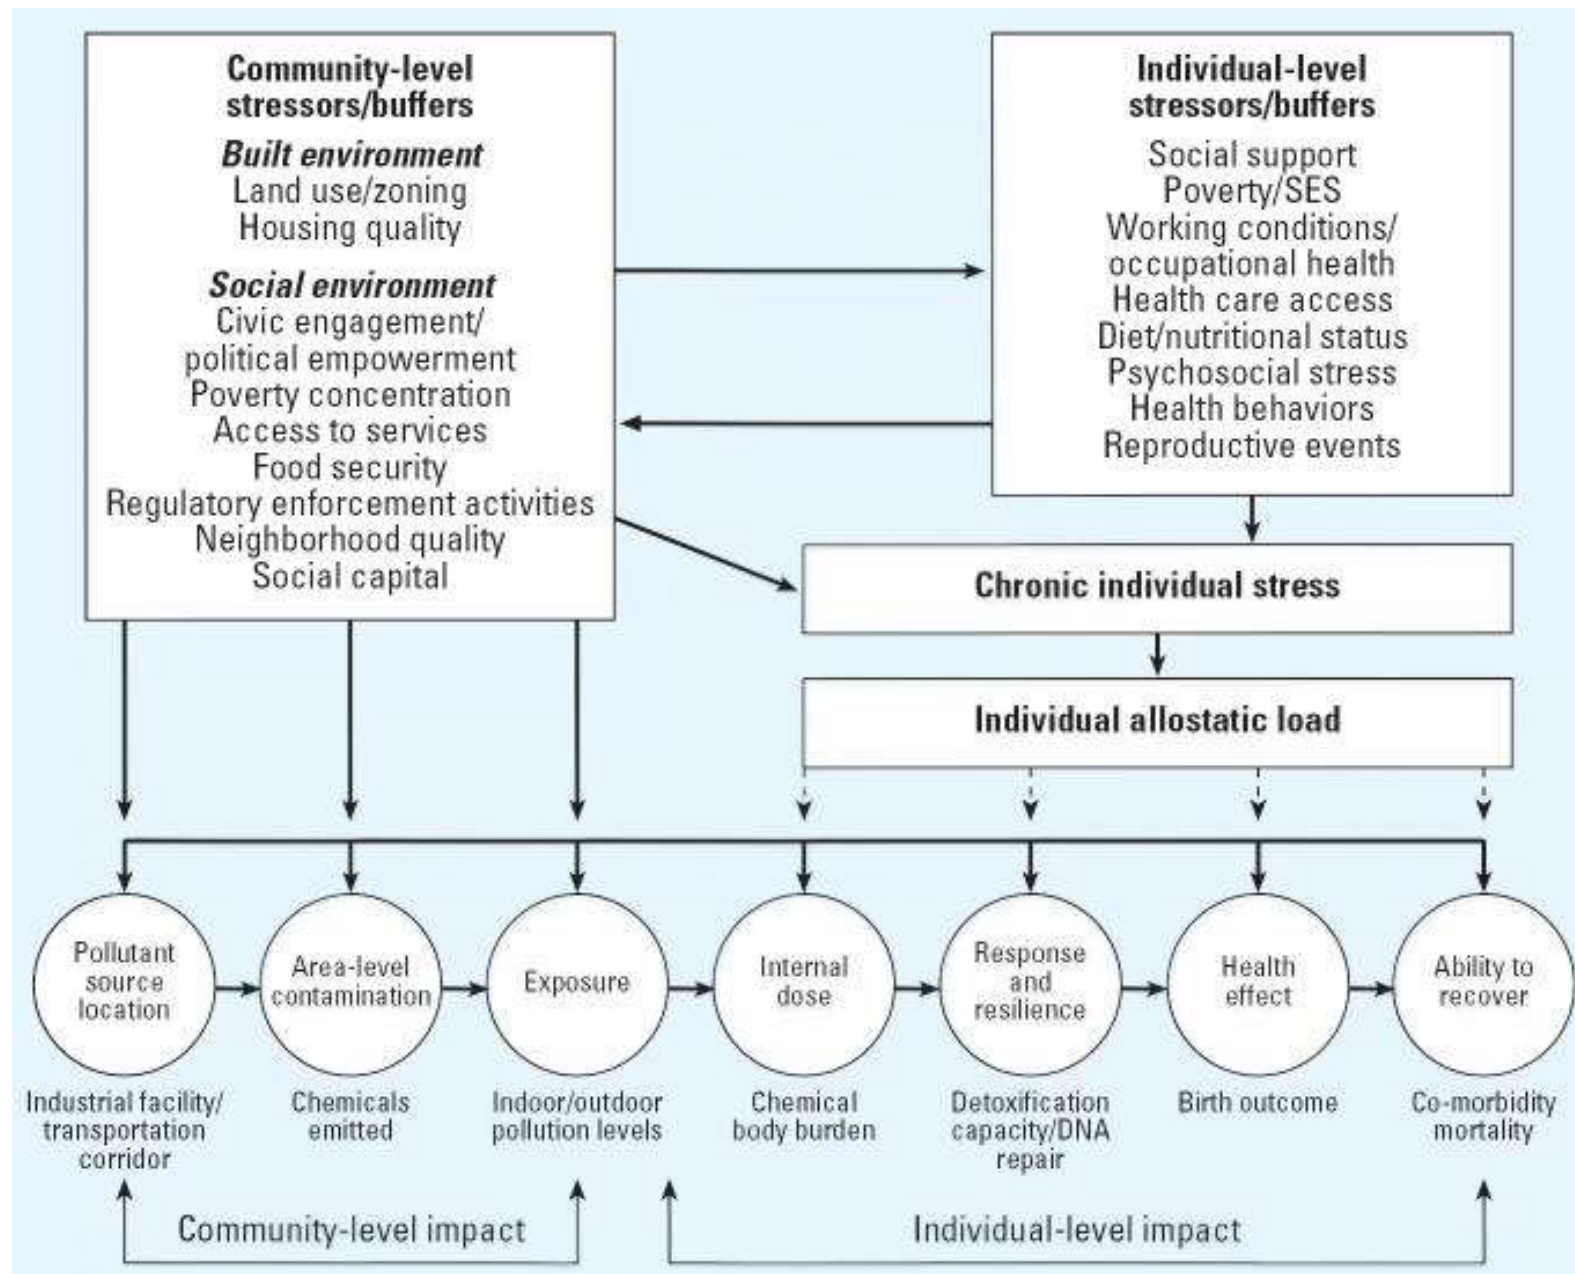 Community-level
stressors/buffers
Built environment
Land use/zoning
Housing quality
Social environment
Civic engagement/
political empowerment
Poverty concentration
Access to services
Food security
Regulatory enforcement activities
Neighborhood quality
Social capital
Individual-level
stressors/buffers
Social support
Poverty/SES
Working conditions/
occupational health
Health care access
Diet/nutritional status
Psychosocial stress
Health behaviors
Reproductive events
Chronic individual stress
Individual allostatic load
Pollutant
source
location
Area-level
contamination
Exposure
Internal
dose
Response
and
resilience
Health
effect
Ability to
recover
Industrial facility/
transportation
corridor
Chemicals
emitted
Indoor/outdoor
pollution levels
Chemical
body burden
Detoxification
capacity/DNA
repair
Birth outcome
Co-morbidity
mortality
Community-level impact
Individual-level impact